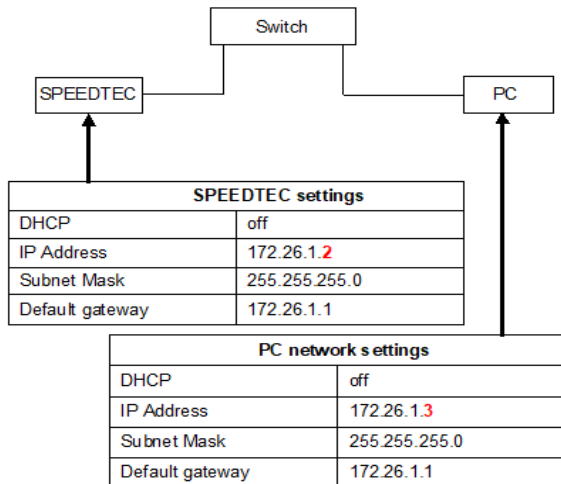 Switch
SPEEDTEC
PC
SPEEDTEC settings
DHCP off
IP Address 172.26.1.2
Subnet Mask 255.255.255.0
Default gateway 172.26.1.1
PC network settings
DHCP off
IP Address 172.26.1.3
Subnet Mask 255.255.255.0
Default gateway 172.26.1.1